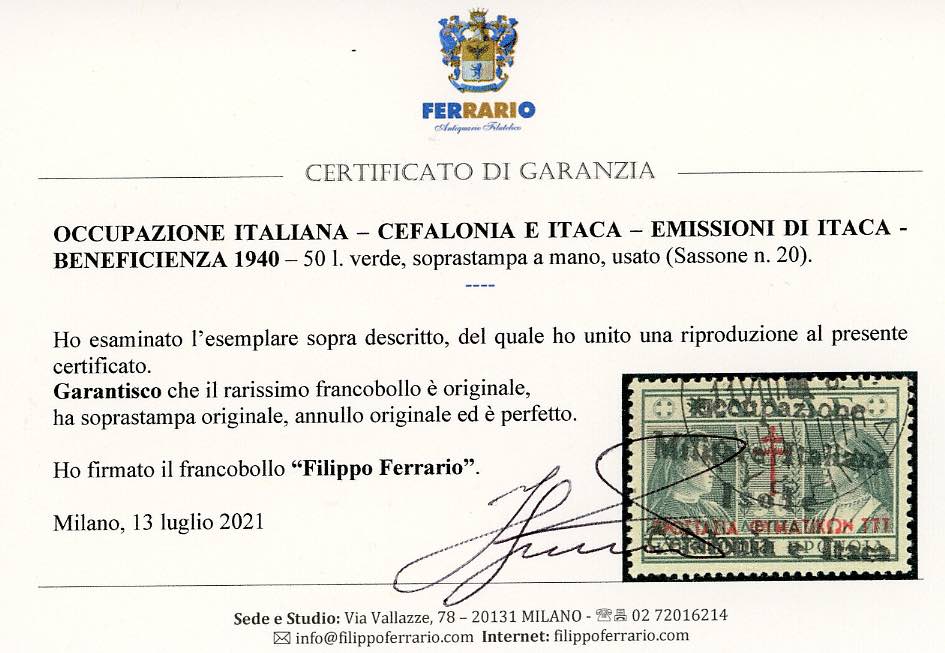 FERRARIO
Antiquario Filatelico
CERTIFICATO DI GARANZIA
OCCUPAZIONE ITALIANA – CEFALONIA E ITACA – EMISSIONI DI ITACA -
BENEFICIENZA 1940 – 50 l. verde, soprastampa a mano, usato (Sassone n. 20).
----
Ho esaminato l’esemplare sopra descritto, del quale ho unito una riproduzione al presente
certificato.
Garantisco che il rarissimo francobollo è originale,
ha soprastampa originale, annullo originale ed è perfetto.
Ho firmato il francobollo “Filippo Ferrario”.
Milano, 13 luglio 2021
Occupazione
Militare Italiana
Isole
ΠΡΟΣΤΑΣΙΑ ΦΥΜΑΤΙΚΩΝ ΤΤΤ
Cefalonia e Itaca
Sede e Studio: Via Vallazze, 78 – 20131 MILANO - ☏ 02 72016214
✉ info@filippoferrario.com Internet: filippoferrario.com